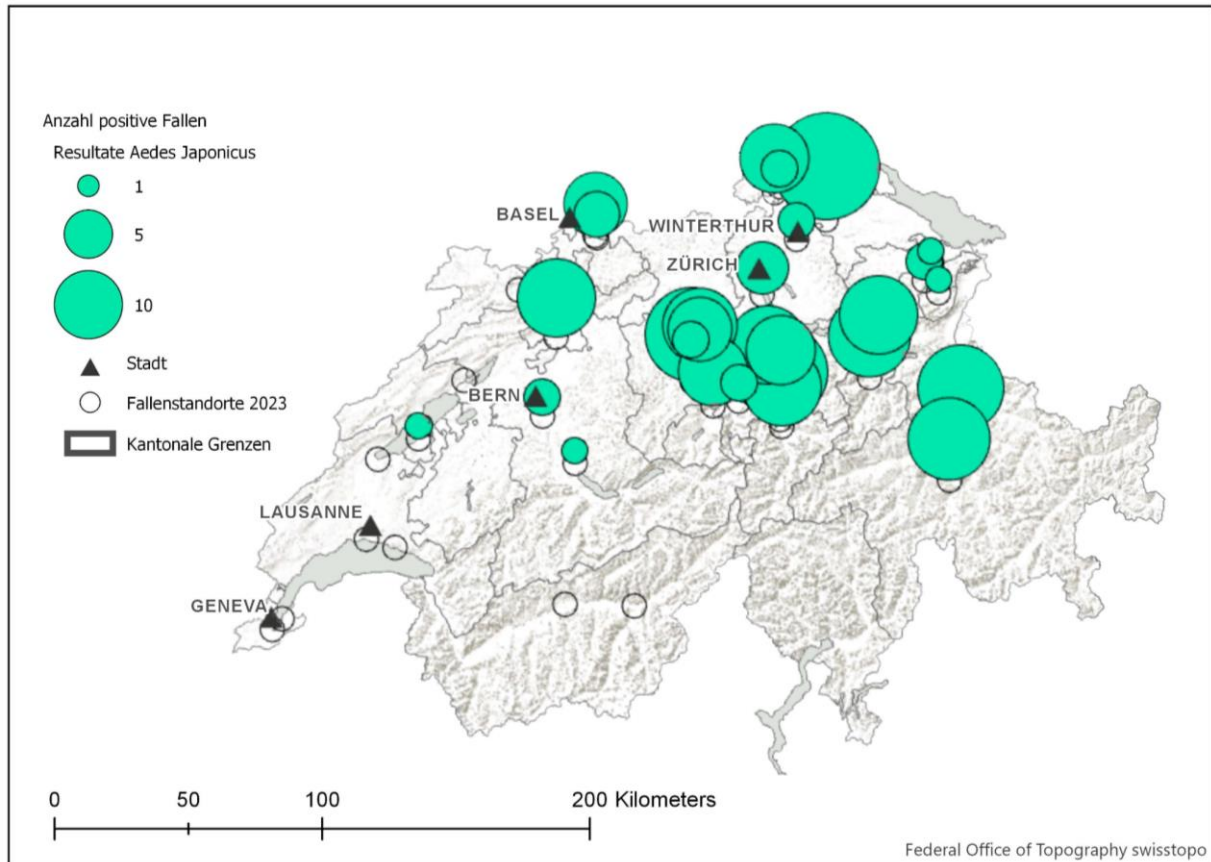 Anzahl positive Fallen
Resultate Aedes Japonicus
1
5
10
Stadt
Fallenstandorte 2023
Kantonale Grenzen
BASEL
WINTERTHUR
ZÜRICH
BERN
LAUSANNE
GENEVA
0 50 100 200 Kilometers
Federal Office of Topography swisstopo